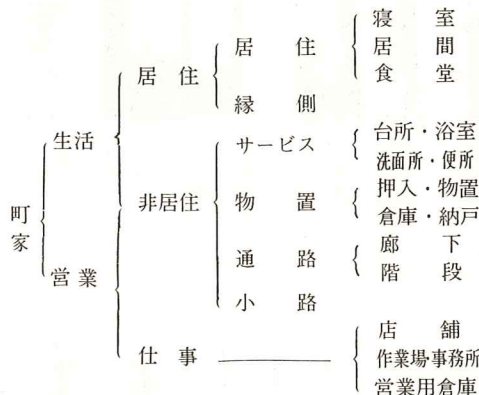 町家
生活
営業
居住
非居住
仕事
居住
縁側
サービス
物置
通路
小路
寝室
居間
食堂
台所・浴室
洗面所・便所
押入・物置
倉庫・納戸
廊下
階段
店舗
作業場・事務所
営業用倉庫